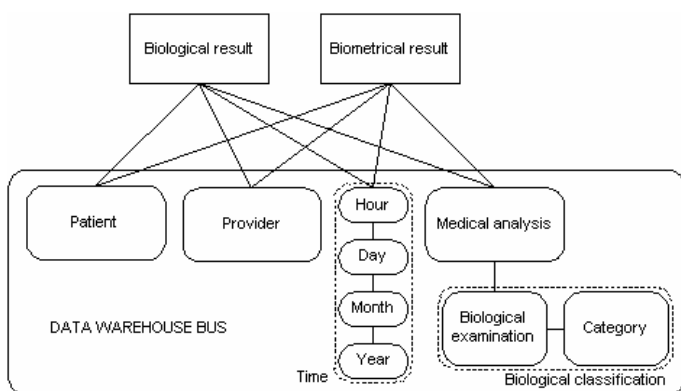 Biological result
Biometrical result
Patient
Provider
Hour
Medical analysis
Day
Month
Year
Biological
examination
Category
DATA WAREHOUSE BUS
Time
Biological classification